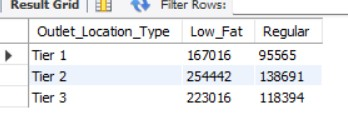 Result Grid Filter Rows:
Outlet_Location_Type Low_Fat Regular
Tier 1 167016 95565
Tier 2 254442 138691
Tier 3 223016 118394